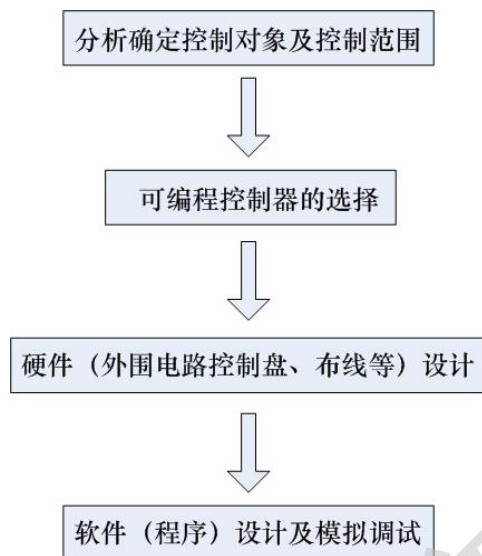 分析确定控制对象及控制范围
可编程控制器的选择
硬件（外围电路控制盘、布线等）设计
软件（程序）设计及模拟调试